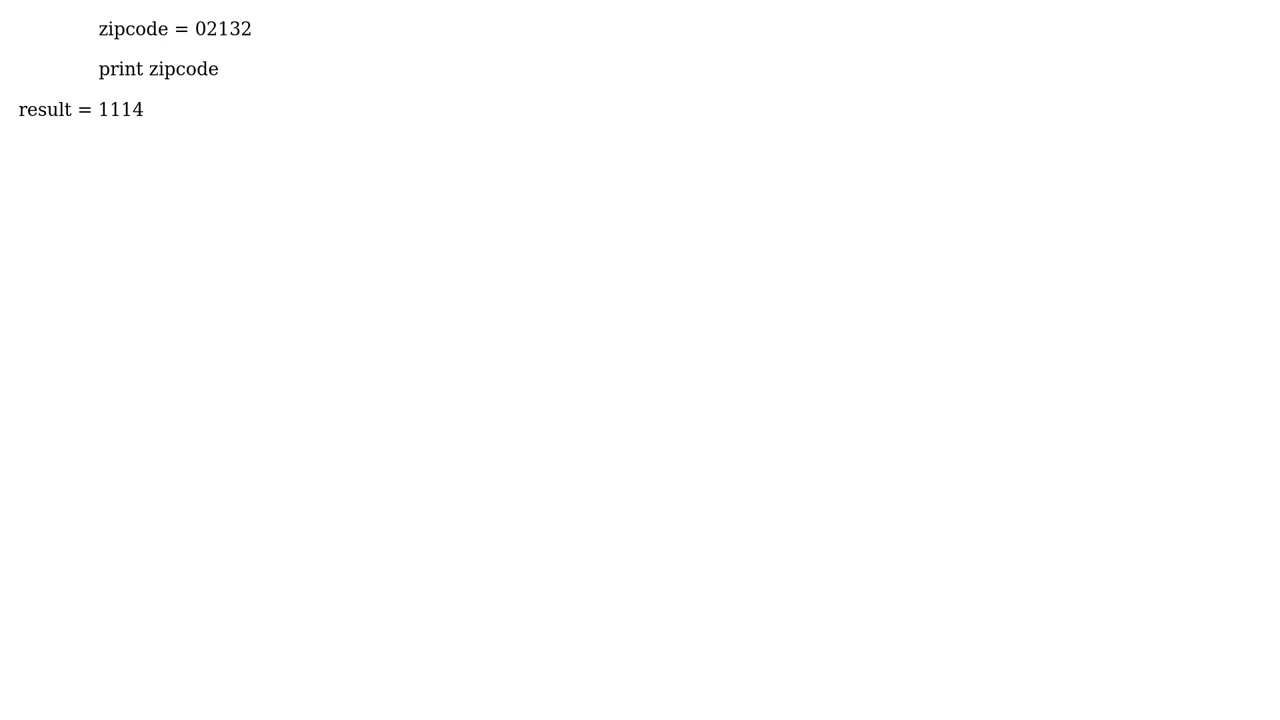 zipcode = 02132
print zipcode
result = 1114